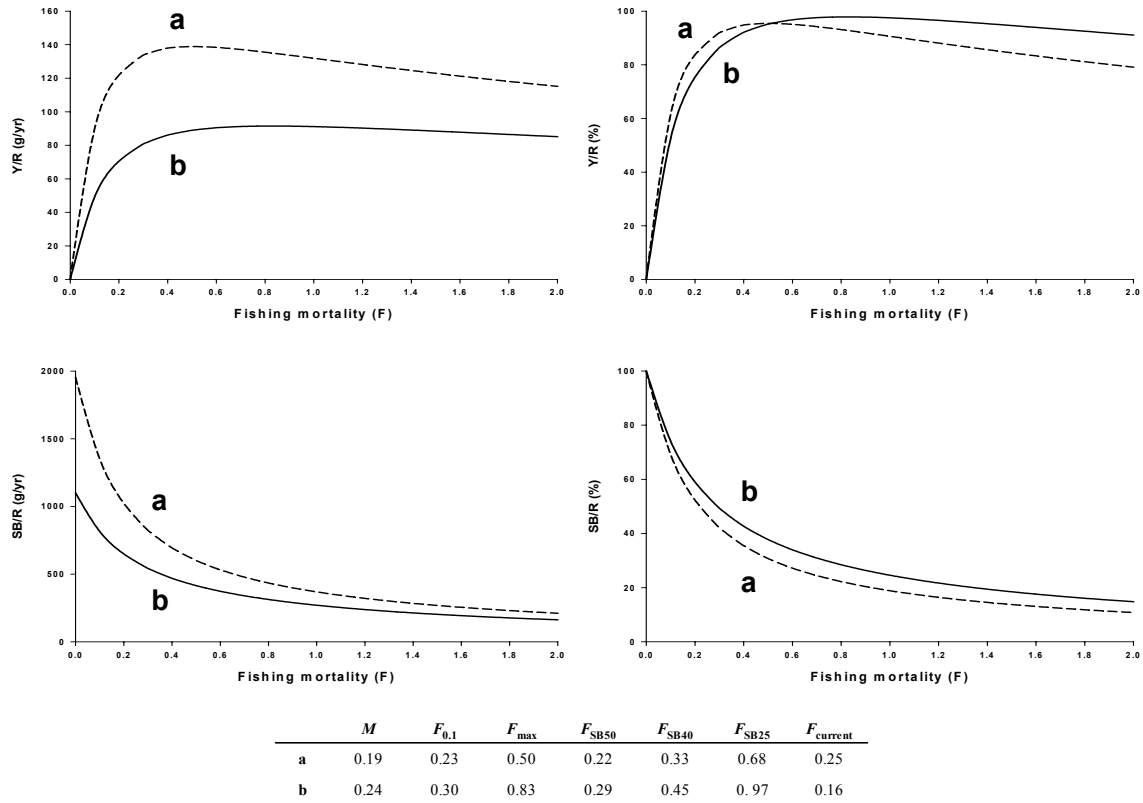 160
140
120
100
80
60
40
20
0
Y/R (g/yr)
a
b
0.0 0.2 0.4 0.6 0.8 1.0 1.2 1.4 1.6 1.8 2.0
Fishing mortality (F)
100
80
60
40
20
0
Y/R (%)
a
b
0.0 0.2 0.4 0.6 0.8 1.0 1.2 1.4 1.6 1.8 2.0
Fishing mortality (F)
2000
1500
1000
500
0
SB/R (g/yr)
a
b
0.0 0.2 0.4 0.6 0.8 1.0 1.2 1.4 1.6 1.8 2.0
Fishing mortality (F)
100
80
60
40
20
0
SB/R (%)
b
a
0.0 0.2 0.4 0.6 0.8 1.0 1.2 1.4 1.6 1.8 2.0
Fishing mortality (F)
M F0.1 Fmax FSB50 FSB40 FSB25 Fcurrent
a 0.19 0.23 0.50 0.22 0.33 0.68 0.25
b 0.24 0.30 0.83 0.29 0.45 0. 97 0.16